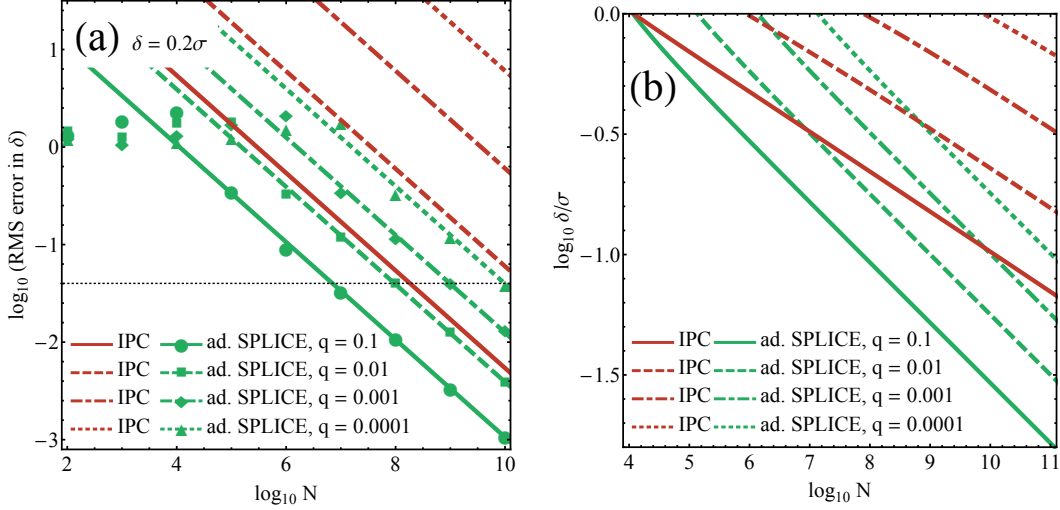 (a) δ = 0.2σ
log₁₀ (RMS error in δ)
1
0
−1
−2
−3
IPC ad. SPLICE, q = 0.1
IPC ad. SPLICE, q = 0.01
IPC ad. SPLICE, q = 0.001
IPC ad. SPLICE, q = 0.0001
2 4 6 8 10
log₁₀ N
(b)
log₁₀ δ/σ
0.0
−0.5
−1.0
−1.5
IPC ad. SPLICE, q = 0.1
IPC ad. SPLICE, q = 0.01
IPC ad. SPLICE, q = 0.001
IPC ad. SPLICE, q = 0.0001
4 5 6 7 8 9 10 11
log₁₀ N